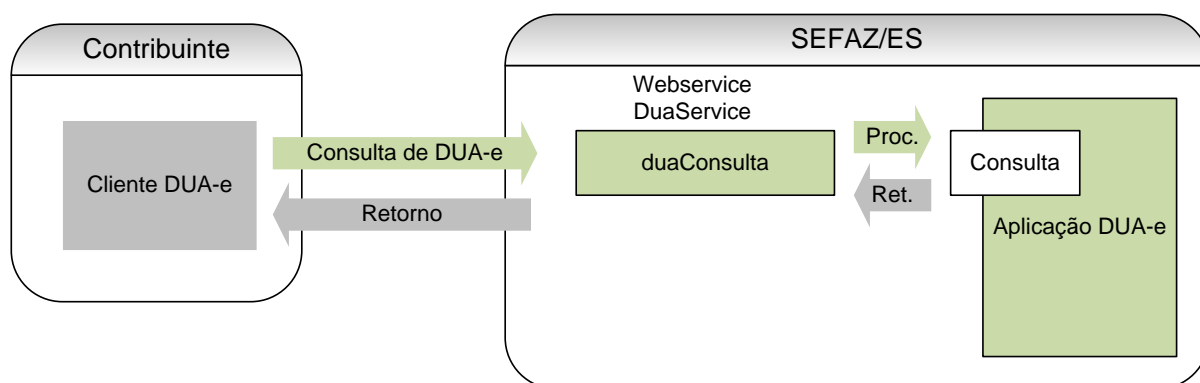 Contribuinte
SEFAZ/ES
Webservice
DuaService
Cliente DUA-e
Consulta de DUA-e
Retorno
duaConsulta
Proc.
Ret.
Consulta
Aplicação DUA-e